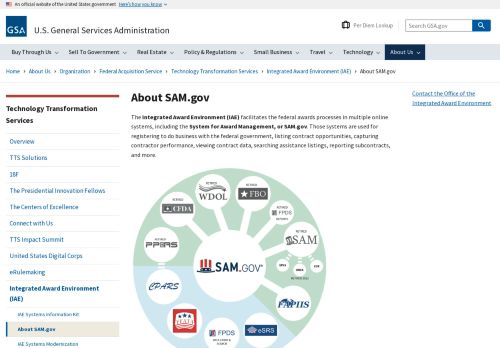 An official website of the United States government Here's how you know
GSA
U.S. General Services Administration
Per Diem Lookup
Search GSA.gov
Buy Through Us
Sell To Government
Real Estate
Policy & Regulations
Small Business
Travel
Technology
About Us
Home › About Us › Organization › Federal Acquisition Service › Technology Transformation Services › Integrated Award Environment (IAE) › About SAM.gov
Technology Transformation
Services
Overview
TTS Solutions
18F
The Presidential Innovation Fellows
The Centers of Excellence
Connect with Us
TTS Impact Summit
United States Digital Corps
eRulemaking
Integrated Award Environment
(IAE)
IAE Systems Information Kit
About SAM.gov
IAE Systems Modernization
About SAM.gov
The Integrated Award Environment (IAE) facilitates the federal awards processes in multiple online
systems, including the System for Award Management, or SAM.gov. Those systems are used for
registering to do business with the federal government, listing contract opportunities, capturing
contractor performance, viewing contract data, searching assistance listings, reporting subcontracts,
and more.
RETIRED
WDOL
RETIRED
FBO
RETIRED
CFDA
RETIRED
FPDS
REPORTS
RETIRED
PPIRS
RETIRED
SAM
SAM.GOV
CPARS
RETIRED
FAPIIS
FPDS
eSRS
Contact the Office of the
Integrated Award Environment